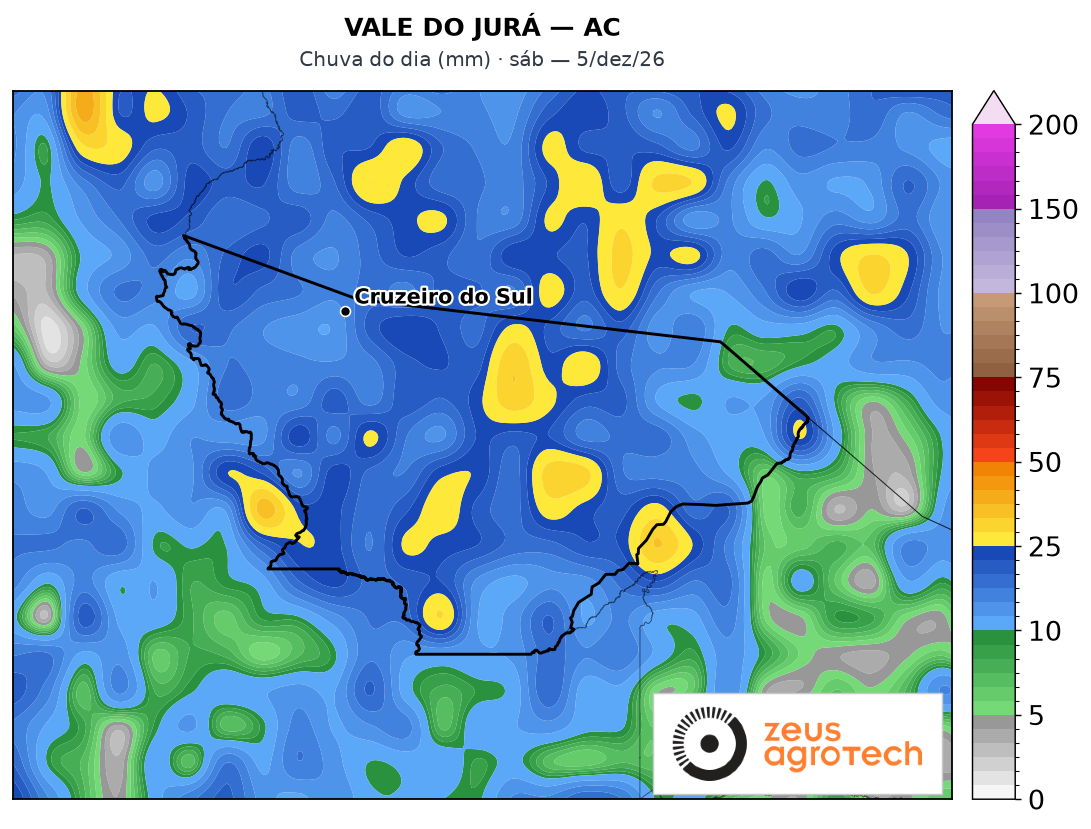 VALE DO JURÁ — AC
Chuva do dia (mm) · sáb — 5/dez/26
Cruzeiro do Sul
200
150
100
75
50
25
10
5
0
zeus
agrotech